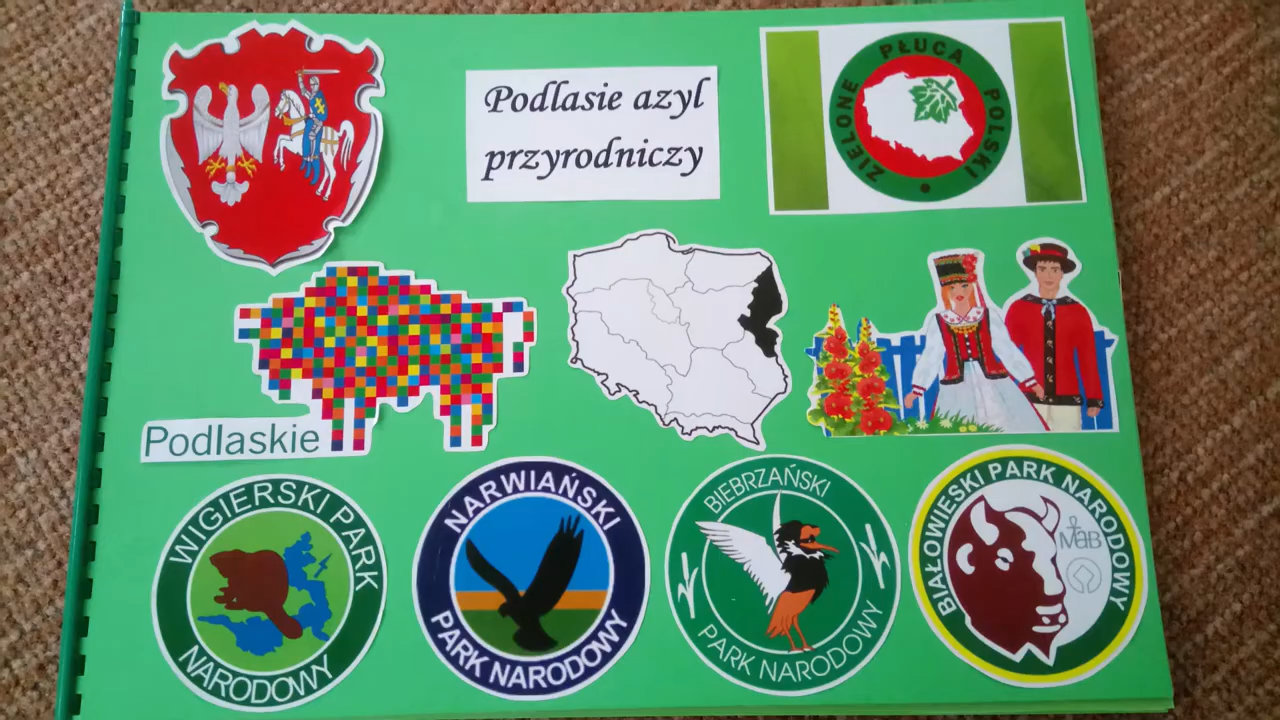 Podlasie azyl
przyrodniczy
ZIELONE PŁUCA POLSKI
Podlaskie
WIGIERSKI PARK
NARODOWY
NARWIAŃSKI
PARK NARODOWY
BIEBRZAŃSKI
PARK NARODOWY
BIAŁOWIESKI PARK NARODOWY
MaB